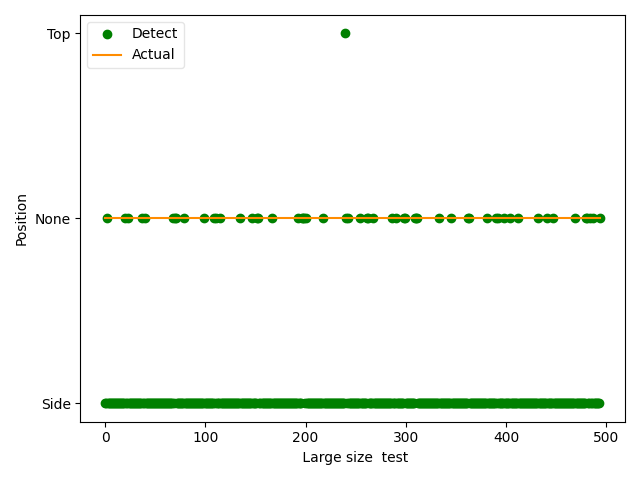 Top
None
Side
Position
Detect
Actual
0 100 200 300 400 500
Large size  test